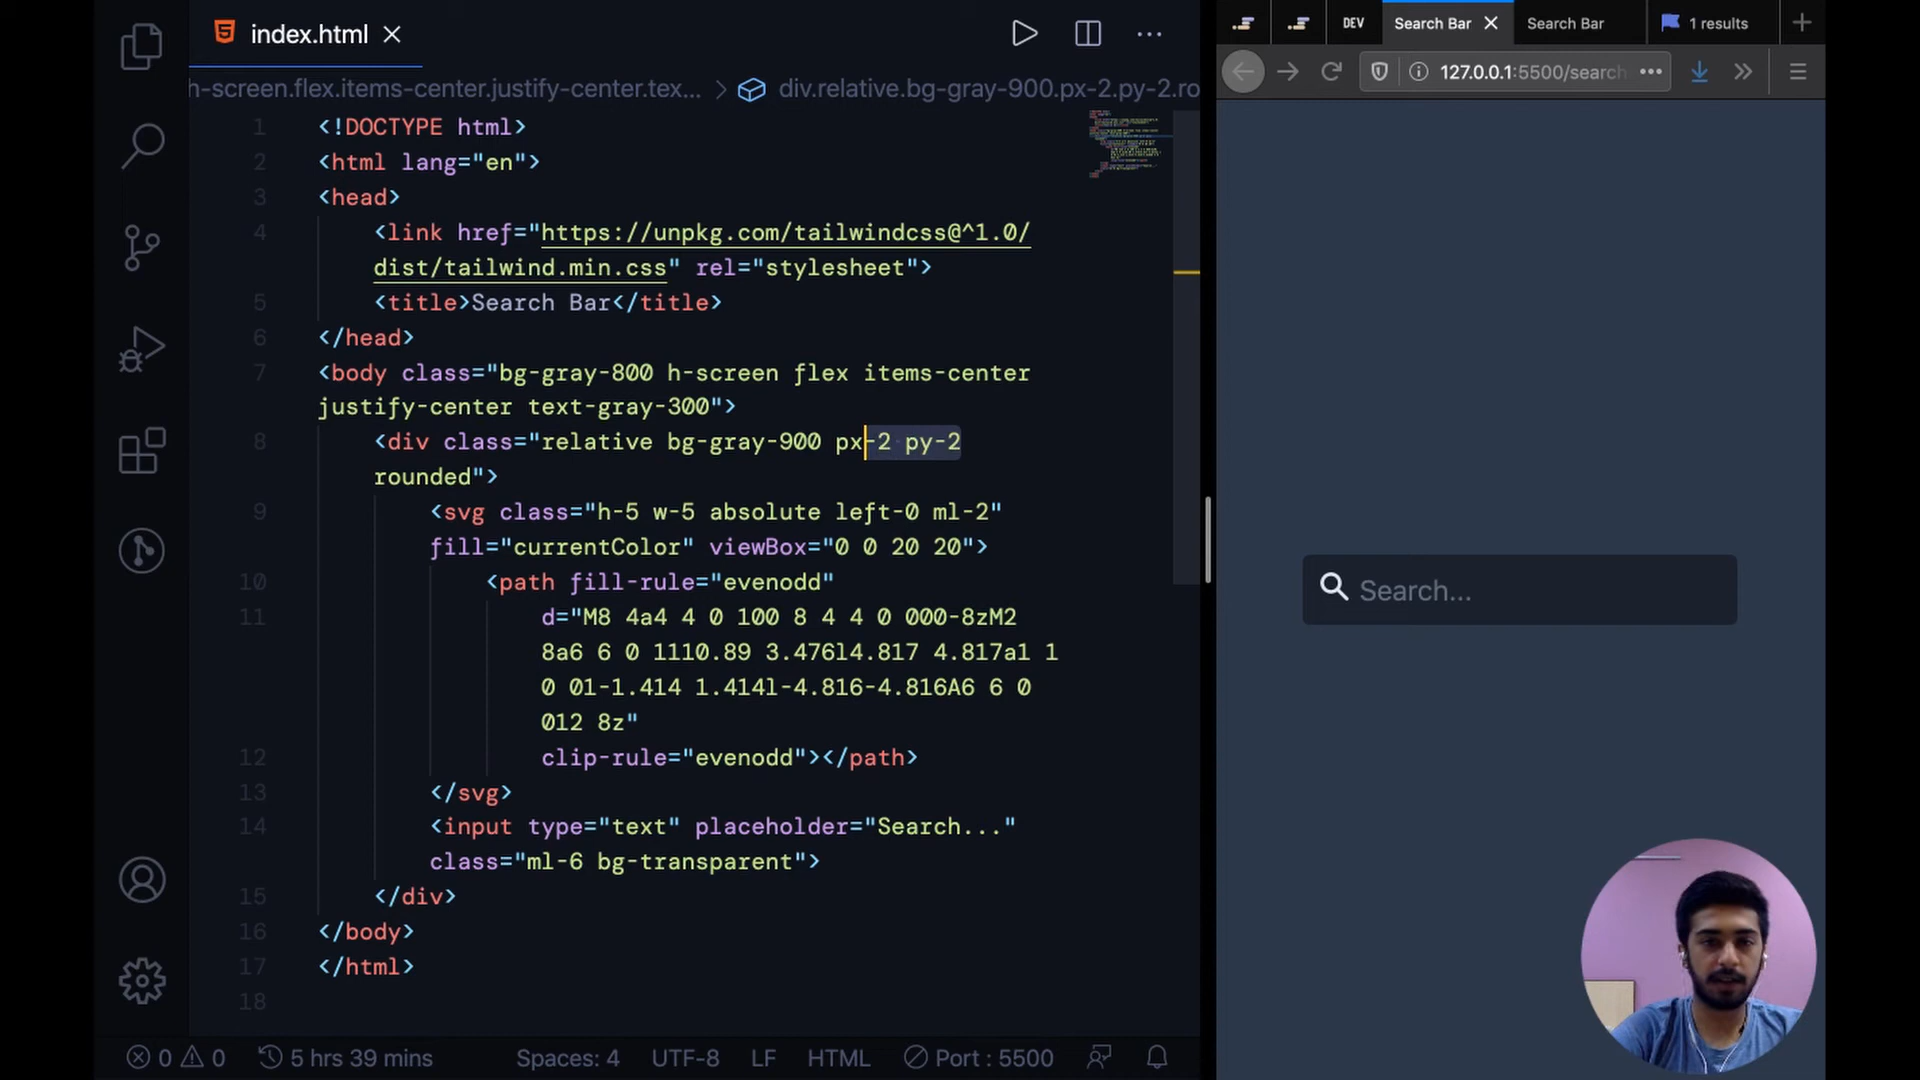 index.html
DEV
Search Bar
Search Bar
1 results
127.0.0.1:5500/search
h-screen.flex.items-center.justify-center.tex... > div.relative.bg-gray-900.px-2.py-2.ro
1 <!DOCTYPE html>
2 <html lang="en">
3 <head>
4 <link href="https://unpkg.com/tailwindcss@^1.0/
dist/tailwind.min.css" rel="stylesheet">
5 <title>Search Bar</title>
6 </head>
7 <body class="bg-gray-800 h-screen flex items-center
justify-center text-gray-300">
8 <div class="relative bg-gray-900 px-2 py-2
rounded">
9 <svg class="h-5 w-5 absolute left-0 ml-2"
fill="currentColor" viewBox="0 0 20 20">
10 <path fill-rule="evenodd"
11 d="M8 4a4 4 0 100 8 4 4 0 000-8zM2
8a6 6 0 1110.89 3.476l4.817 4.817a1 1
0 01-1.414 1.414l-4.816-4.816A6 6 0
012 8z"
12 clip-rule="evenodd"></path>
13 </svg>
14 <input type="text" placeholder="Search..."
class="ml-6 bg-transparent">
15 </div>
16 </body>
17 </html>
18
Search...
0 0 5 hrs 39 mins Spaces: 4 UTF-8 LF HTML Port : 5500